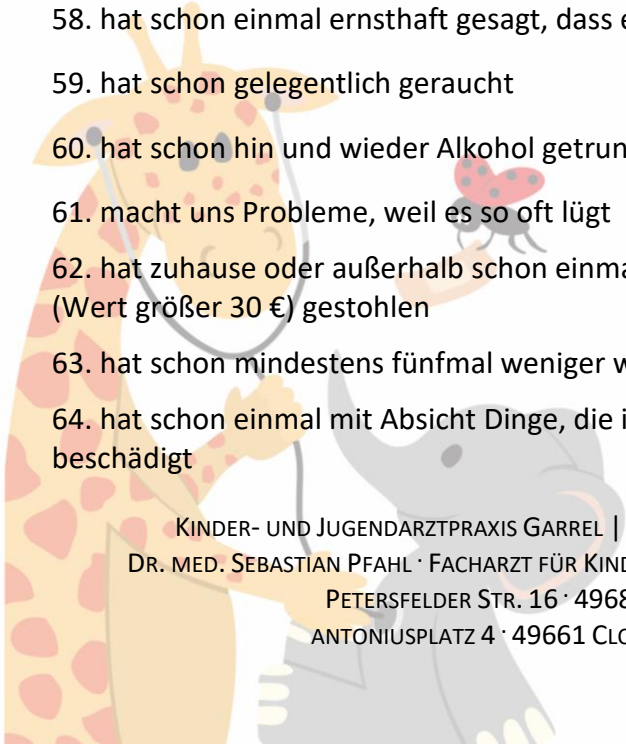 58. hat schon einmal ernsthaft gesagt, dass
59. hat schon gelegentlich geraucht
60. hat schon hin und wieder Alkohol getrun
61. macht uns Probleme, weil es so oft lügt
62. hat zuhause oder außerhalb schon einma
(Wert größer 30 €) gestohlen
63. hat schon mindestens fünfmal weniger w
64. hat schon einmal mit Absicht Dinge, die i
beschädigt
KINDER- UND JUGENDARZTPRAXIS GARREL |
DR. MED. SEBASTIAN PFAHL · FACHARZT FÜR KIND
PETERSFELDER STR. 16 · 4968
ANTONIUSPLATZ 4 · 49661 CLO